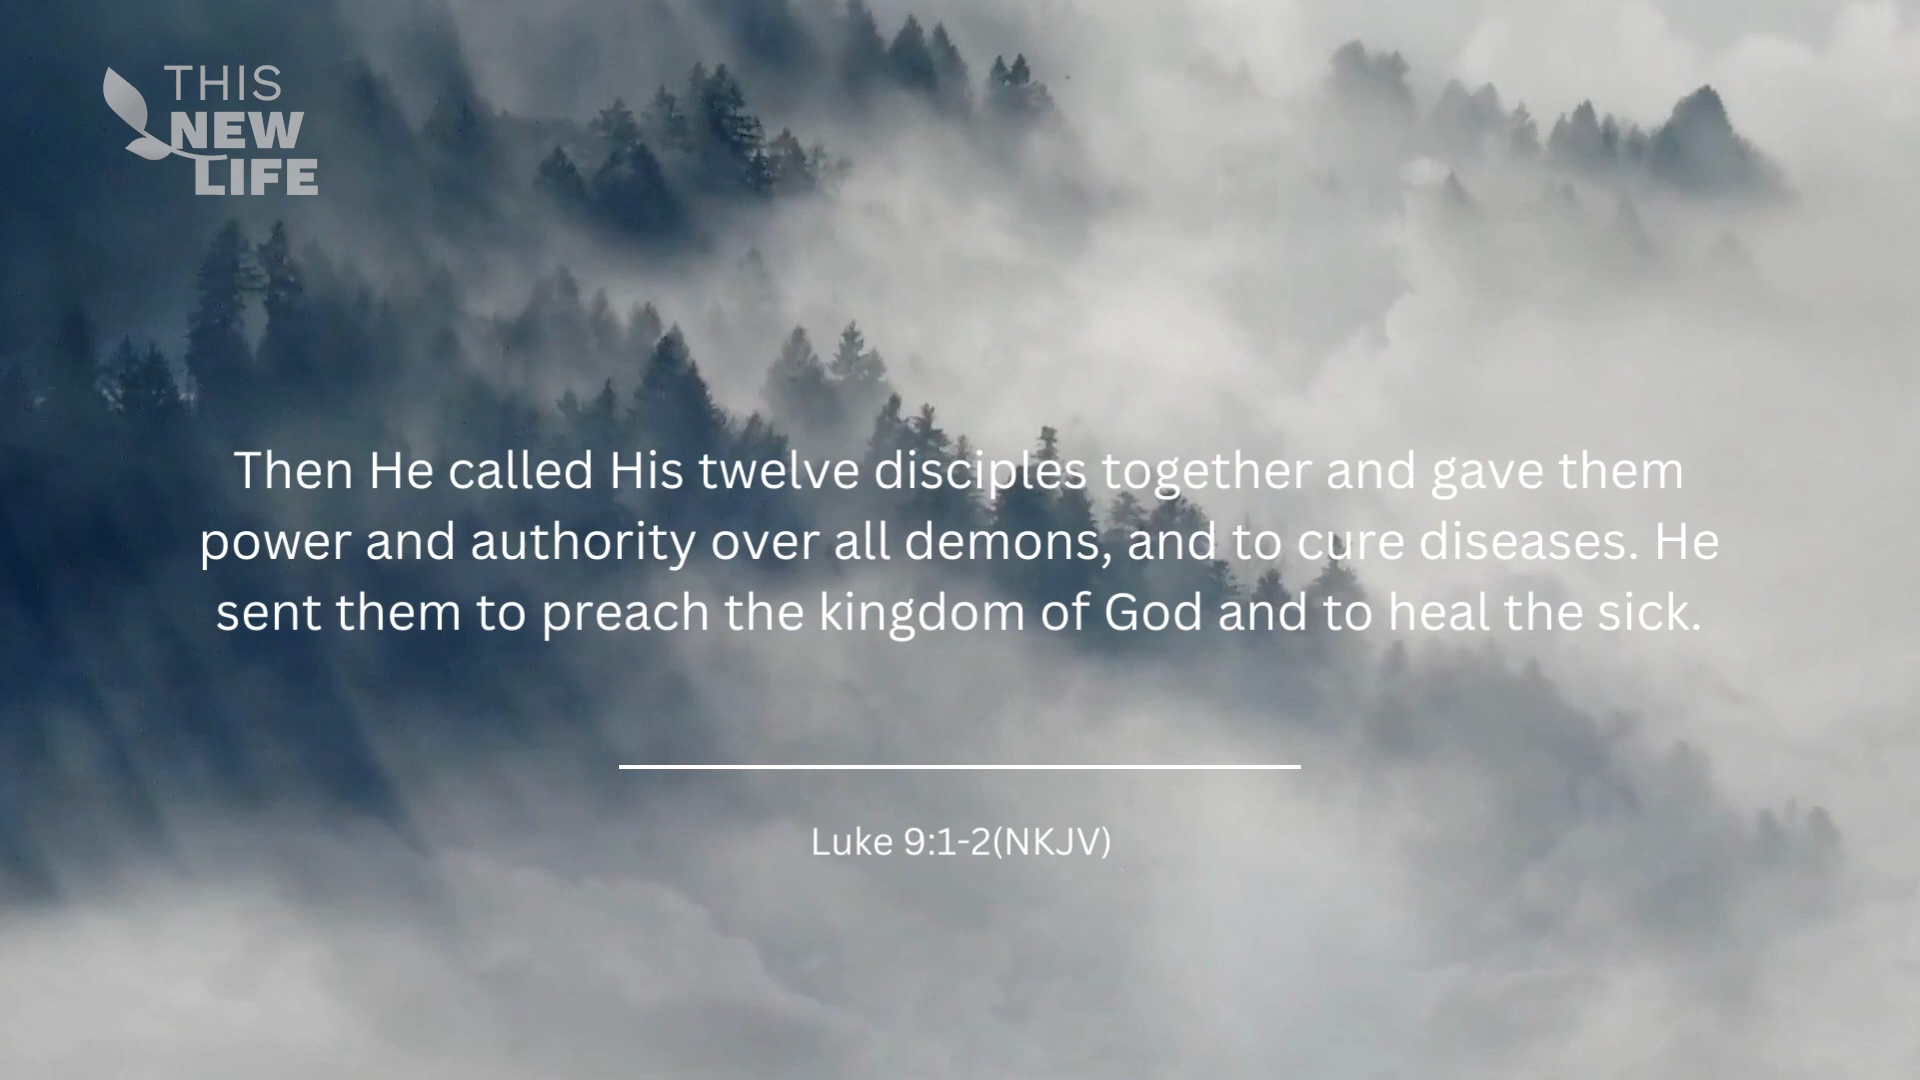 THIS
NEW
LIFE
Then He called His twelve disciples together and gave them
power and authority over all demons, and to cure diseases. He
sent them to preach the kingdom of God and to heal the sick.
Luke 9:1-2(NKJV)